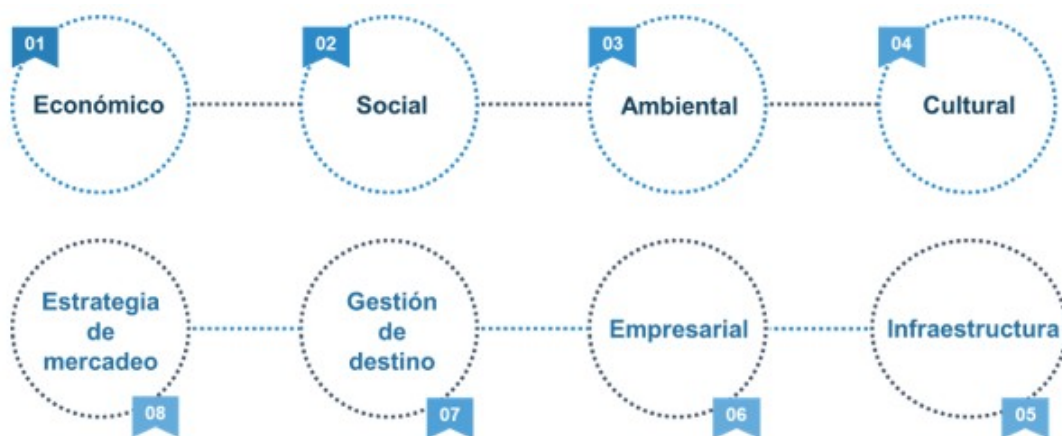 01
Económico
02
Social
03
Ambiental
04
Cultural
Estrategia
de
mercadeo
08
Gestión
de
destino
07
Empresarial
06
Infraestructura
05